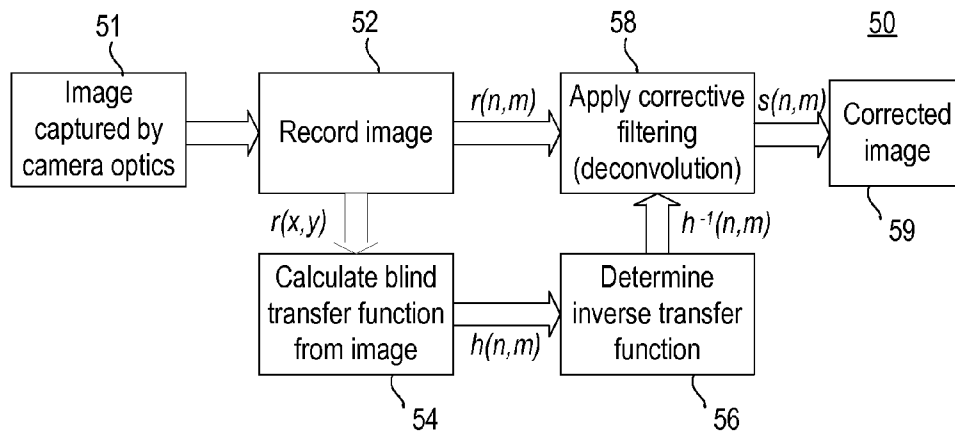 51
52
58
50
Image
captured by
camera optics
Record image
r(n,m)
Apply corrective
filtering
(deconvolution)
s(n,m)
Corrected
image
r(x,y)
h⁻¹(n,m)
59
Calculate blind
transfer function
from image
h(n,m)
Determine
inverse transfer
function
54
56